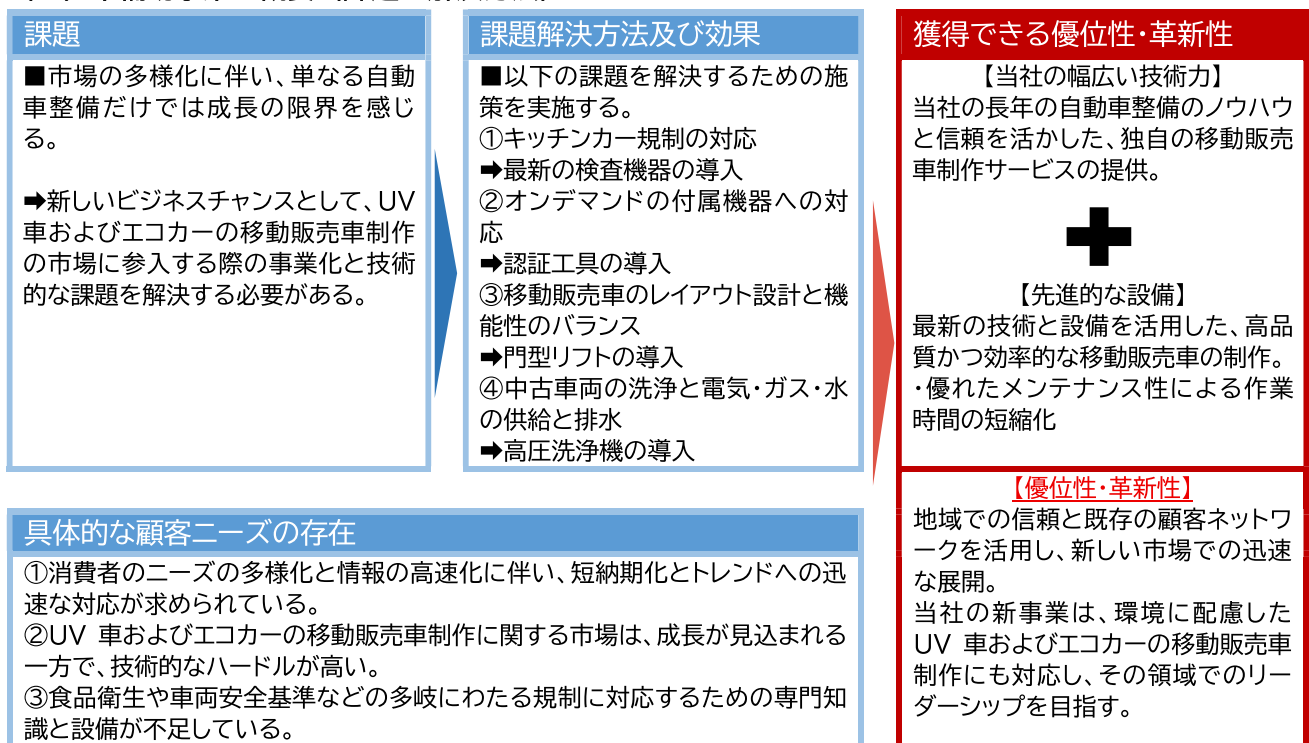 課題
■市場の多様化に伴い、単なる自動
車整備だけでは成長の限界を感じ
る。
➡新しいビジネスチャンスとして、UV
車およびエコカーの移動販売車制作
の市場に参入する際の事業化と技術
的な課題を解決する必要がある。
課題解決方法及び効果
■以下の課題を解決するための施
策を実施する。
①キッチンカー規制の対応
➡最新の検査機器の導入
②オンデマンドの付属機器への対
応
➡認証工具の導入
③移動販売車のレイアウト設計と機
能性のバランス
➡門型リフトの導入
④中古車両の洗浄と電気・ガス・水
の供給と排水
➡高圧洗浄機の導入
獲得できる優位性・革新性
【当社の幅広い技術力】
当社の長年の自動車整備のノウハウ
と信頼を活かした、独自の移動販売
車制作サービスの提供。
【先進的な設備】
最新の技術と設備を活用した、高品
質かつ効率的な移動販売車の制作。
・優れたメンテナンス性による作業
時間の短縮化
【優位性・革新性】
地域での信頼と既存の顧客ネットワ
ークを活用し、新しい市場での迅速
な展開。
当社の新事業は、環境に配慮した
UV 車およびエコカーの移動販売車
制作にも対応し、その領域でのリー
ダーシップを目指す。
具体的な顧客ニーズの存在
①消費者のニーズの多様化と情報の高速化に伴い、短納期化とトレンドへの迅
速な対応が求められている。
②UV 車およびエコカーの移動販売車制作に関する市場は、成長が見込まれる
一方で、技術的なハードルが高い。
③食品衛生や車両安全基準などの多岐にわたる規制に対応するための専門知
識と設備が不足している。